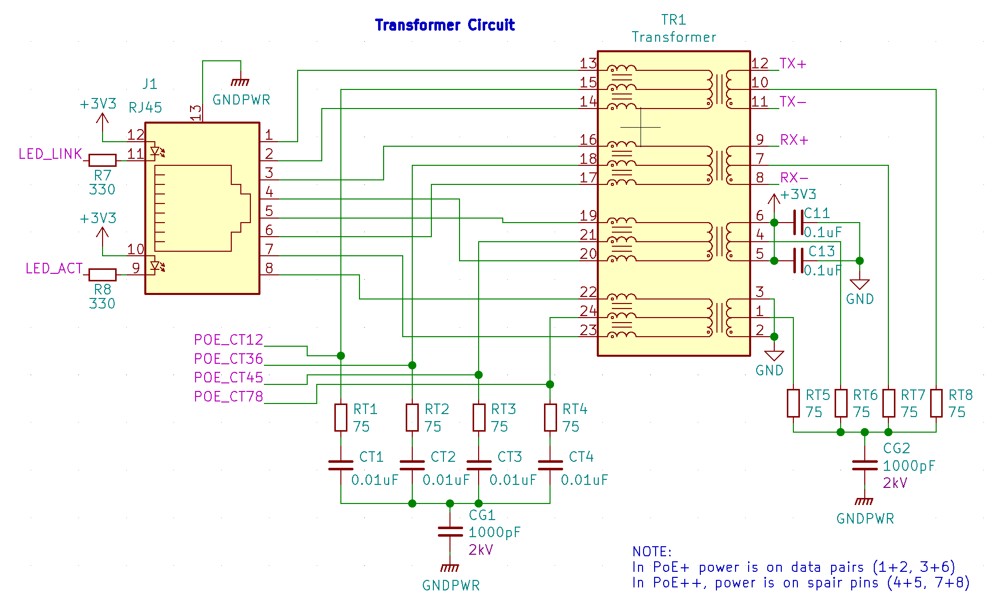 Transformer Circuit
TR1
Transformer
J1
RJ45
GNDPWR
13
+3V3
12
LED_LINK
11
R7
330
+3V3
10
LED_ACT
9
R8
330
1
2
3
4
5
6
7
8
13
15
14
16
18
17
19
21
20
22
24
23
12
TX+
10
11
TX-
9
RX+
7
8
RX-
+3V3
6
C11
0.1uF
4
5
C13
0.1uF
GND
3
1
2
GND
POE_CT12
POE_CT36
POE_CT45
POE_CT78
RT1
75
RT2
75
RT3
75
RT4
75
RT5
75
RT6
75
RT7
75
RT8
75
CT1
0.01uF
CT2
0.01uF
CT3
0.01uF
CT4
0.01uF
CG1
1000pF
2kV
GNDPWR
CG2
1000pF
2kV
GNDPWR
NOTE:
In PoE+ power is on data pairs (1+2, 3+6)
In PoE++, power is on spair pins (4+5, 7+8)